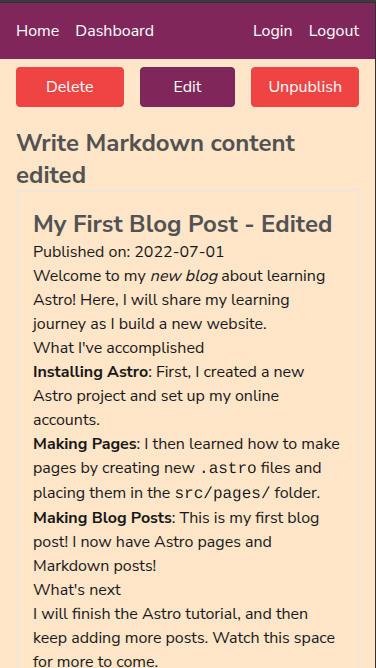 Home Dashboard Login Logout
Delete Edit Unpublish
Write Markdown content
edited
My First Blog Post - Edited
Published on: 2022-07-01
Welcome to my new blog about learning
Astro! Here, I will share my learning
journey as I build a new website.
What I've accomplished
Installing Astro: First, I created a new
Astro project and set up my online
accounts.
Making Pages: I then learned how to make
pages by creating new .astro files and
placing them in the src/pages/ folder.
Making Blog Posts: This is my first blog
post! I now have Astro pages and
Markdown posts!
What's next
I will finish the Astro tutorial, and then
keep adding more posts. Watch this space
for more to come.